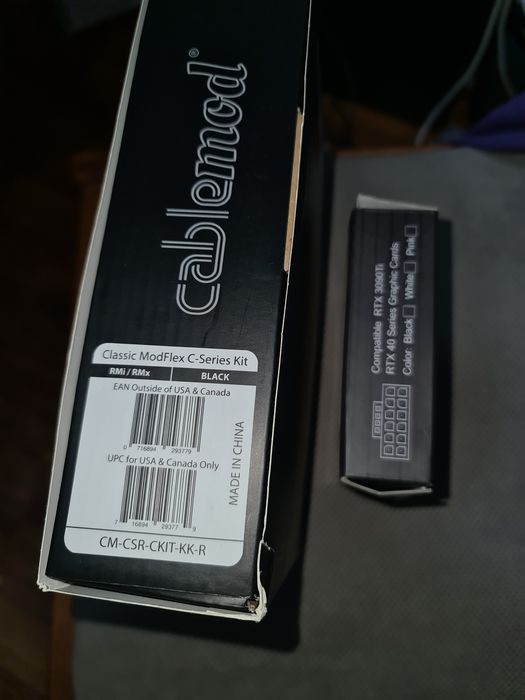 cablemod®
Classic ModFlex C-Series Kit
RMi / RMx BLACK
EAN Outside of USA & Canada
0 716894 293779
UPC for USA & Canada Only
7 16894 29377 9
MADE IN CHINA
CM-CSR-CKIT-KK-R
Compatible RTX 3090Ti
RTX 40 Series Graphic Cards
Color: Black White Pink